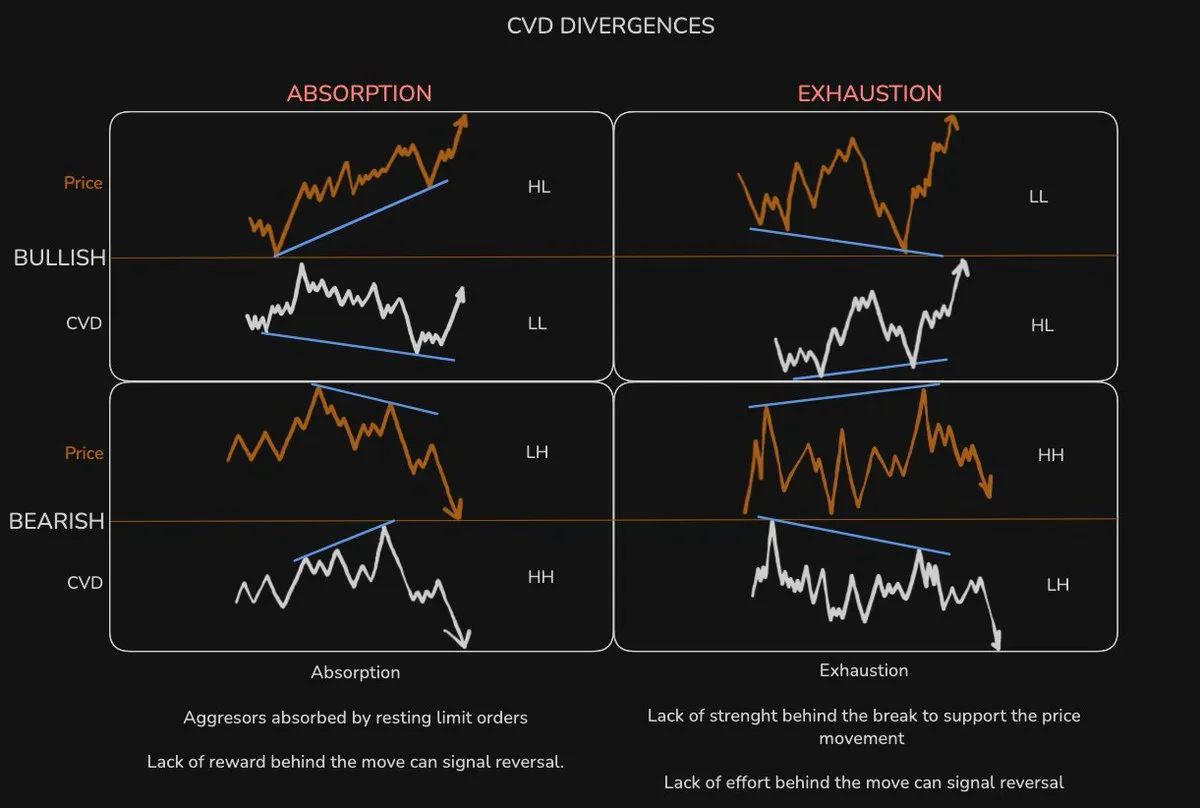 CVD DIVERGENCES
ABSORPTION
EXHAUSTION
Price
HL
LL
BULLISH
CVD
LL
HL
Price
LH
HH
BEARISH
CVD
HH
LH
Absorption
Exhaustion
Aggresors absorbed by resting limit orders
Lack of reward behind the move can signal reversal.
Lack of strenght behind the break to support the price
movement
Lack of effort behind the move can signal reversal